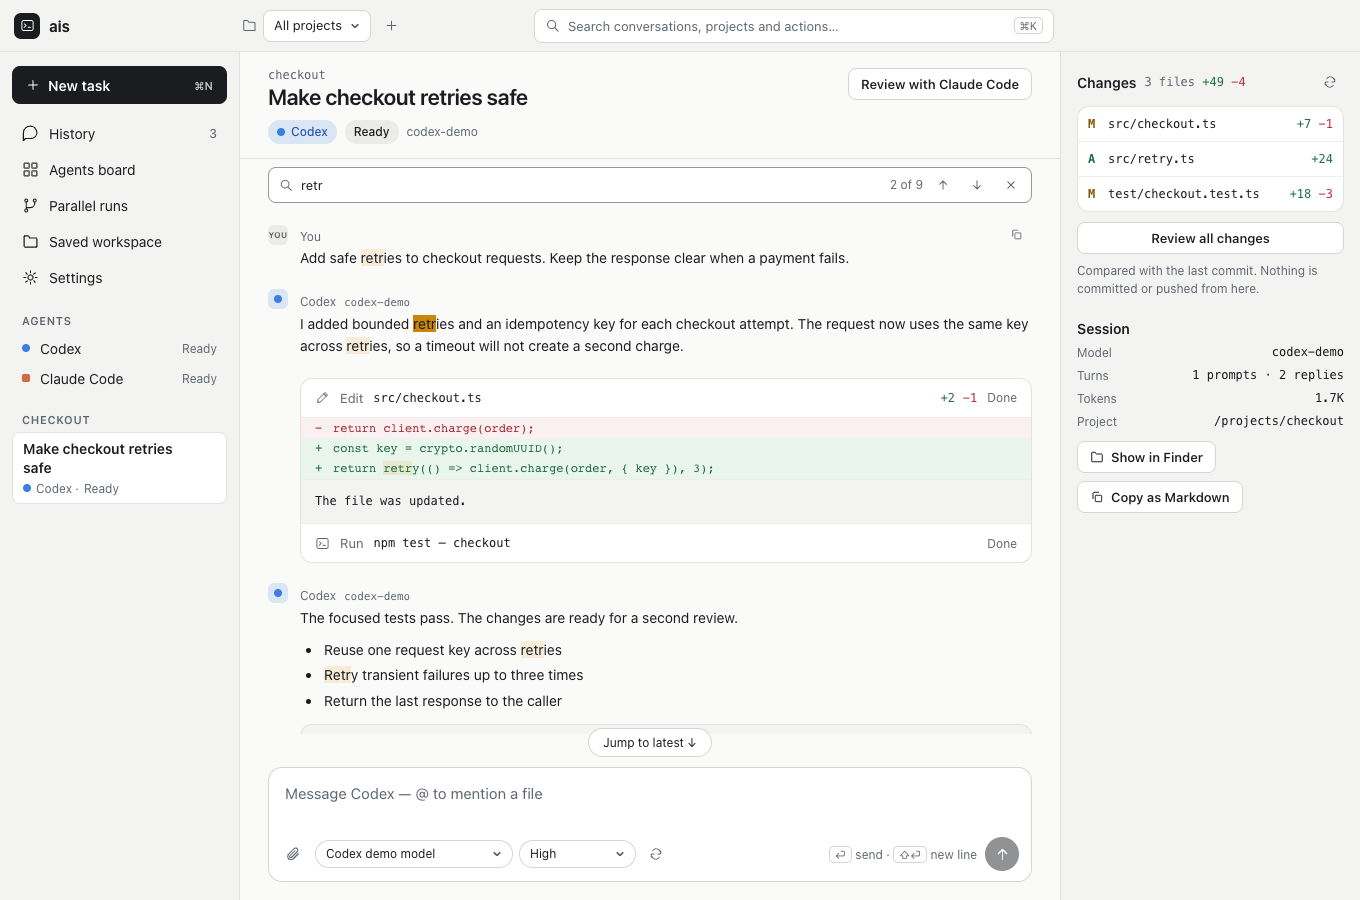 ais
All projects
Search conversations, projects and actions…
⌘K
New task
⌘N
History
3
Agents board
Parallel runs
Saved workspace
Settings
AGENTS
Codex
Ready
Claude Code
Ready
CHECKOUT
Make checkout retries
safe
Codex · Ready
checkout
Make checkout retries safe
Review with Claude Code
Codex
Ready
codex-demo
retr
2 of 9
YOU
You
Add safe retries to checkout requests. Keep the response clear when a payment fails.
Codex codex-demo
I added bounded retries and an idempotency key for each checkout attempt. The request now uses the same key
across retries, so a timeout will not create a second charge.
Edit src/checkout.ts
+2 −1 Done
− return client.charge(order);
+ const key = crypto.randomUUID();
+ return retry(() => client.charge(order, { key }), 3);
The file was updated.
Run npm test — checkout
Done
Codex codex-demo
The focused tests pass. The changes are ready for a second review.
• Reuse one request key across retries
• Retry transient failures up to three times
• Return the last response to the caller
Jump to latest ↓
Message Codex — @ to mention a file
Codex demo model
High
send · new line
Changes 3 files +49 −4
M src/checkout.ts +7 −1
A src/retry.ts +24
M test/checkout.test.ts +18 −3
Review all changes
Compared with the last commit. Nothing is
committed or pushed from here.
Session
Model codex-demo
Turns 1 prompts · 2 replies
Tokens 1.7K
Project /projects/checkout
Show in Finder
Copy as Markdown